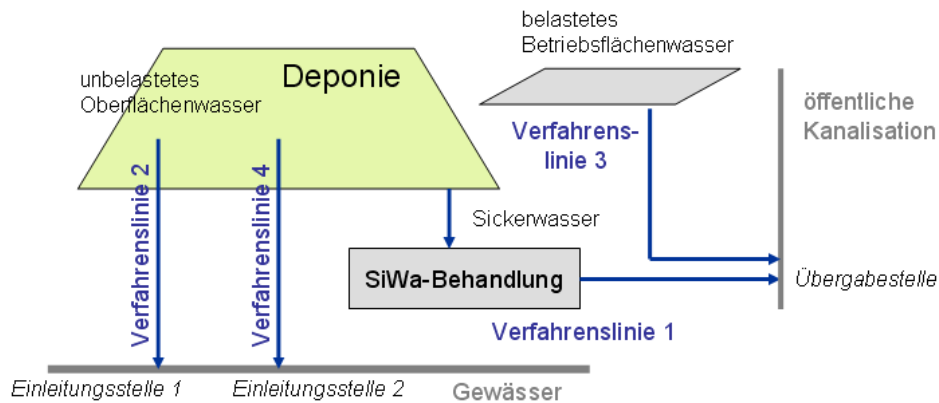 belastetes
Betriebsflächenwasser
unbelastetes
Oberflächenwasser
Deponie
öffentliche
Kanalisation
Verfahrens-
linie 3
Verfahrenslinie 2
Verfahrenslinie 4
Sickerwasser
SiWa-Behandlung
Übergabestelle
Verfahrenslinie 1
Einleitungsstelle 1
Einleitungsstelle 2
Gewässer